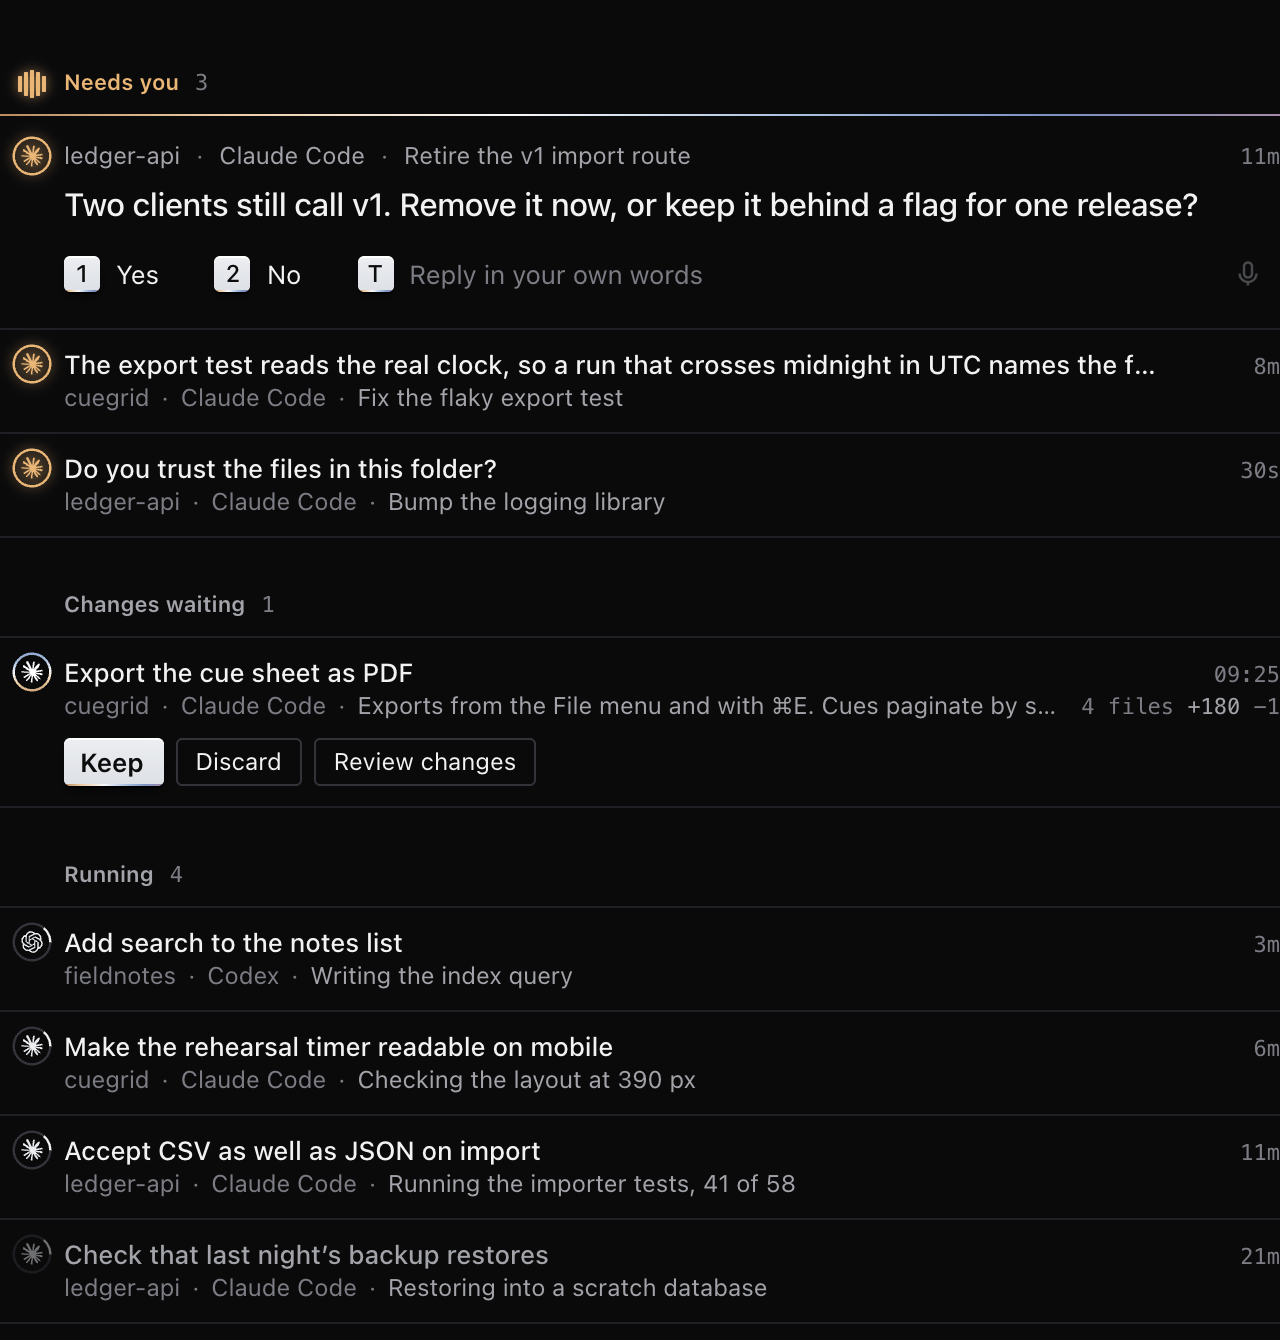 Needs you 3
ledger-api · Claude Code · Retire the v1 import route 11m
Two clients still call v1. Remove it now, or keep it behind a flag for one release?
1 Yes 2 No T Reply in your own words
The export test reads the real clock, so a run that crosses midnight in UTC names the f… 8m
cuegrid · Claude Code · Fix the flaky export test
Do you trust the files in this folder? 30s
ledger-api · Claude Code · Bump the logging library
Changes waiting 1
Export the cue sheet as PDF 09:25
cuegrid · Claude Code · Exports from the File menu and with ⌘E. Cues paginate by s… 4 files +180 −1
Keep Discard Review changes
Running 4
Add search to the notes list 3m
fieldnotes · Codex · Writing the index query
Make the rehearsal timer readable on mobile 6m
cuegrid · Claude Code · Checking the layout at 390 px
Accept CSV as well as JSON on import 11m
ledger-api · Claude Code · Running the importer tests, 41 of 58
Check that last night’s backup restores 21m
ledger-api · Claude Code · Restoring into a scratch database